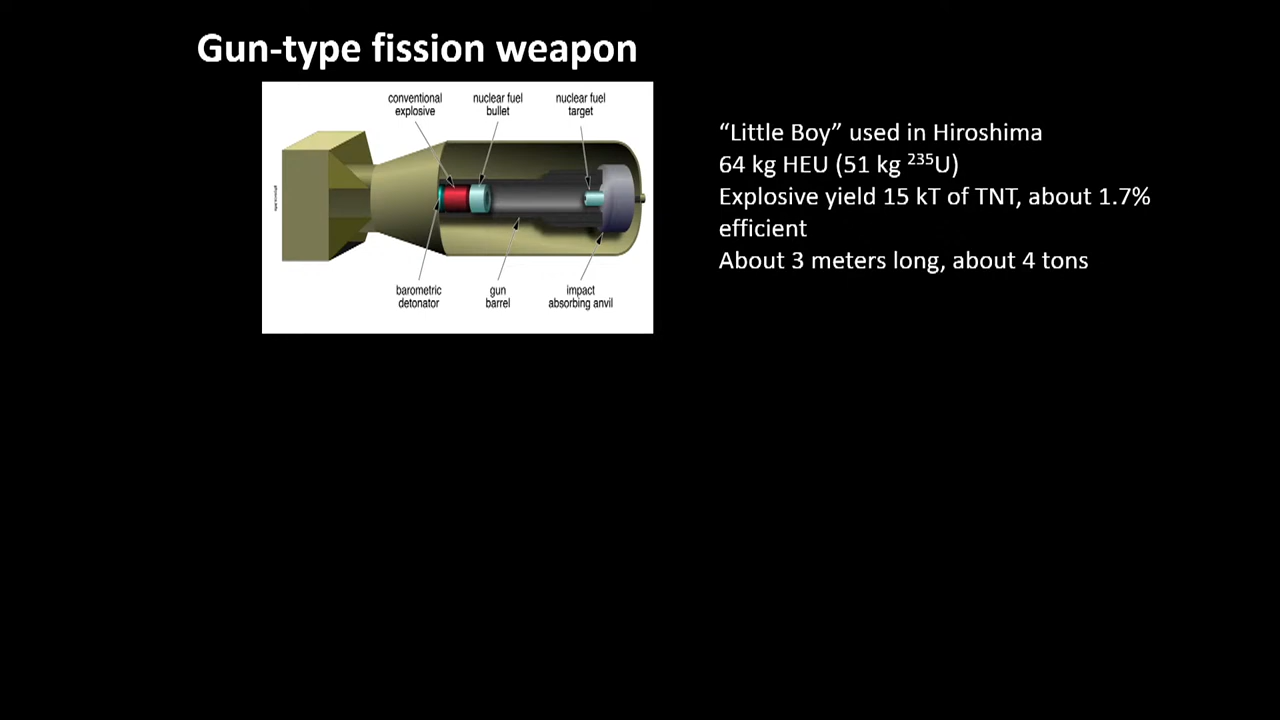 Gun-type fission weapon
conventional explosive
nuclear fuel bullet
nuclear fuel target
barometric detonator
gun barrel
impact absorbing anvil
“Little Boy” used in Hiroshima
64 kg HEU (51 kg ²³⁵U)
Explosive yield 15 kT of TNT, about 1.7%
efficient
About 3 meters long, about 4 tons